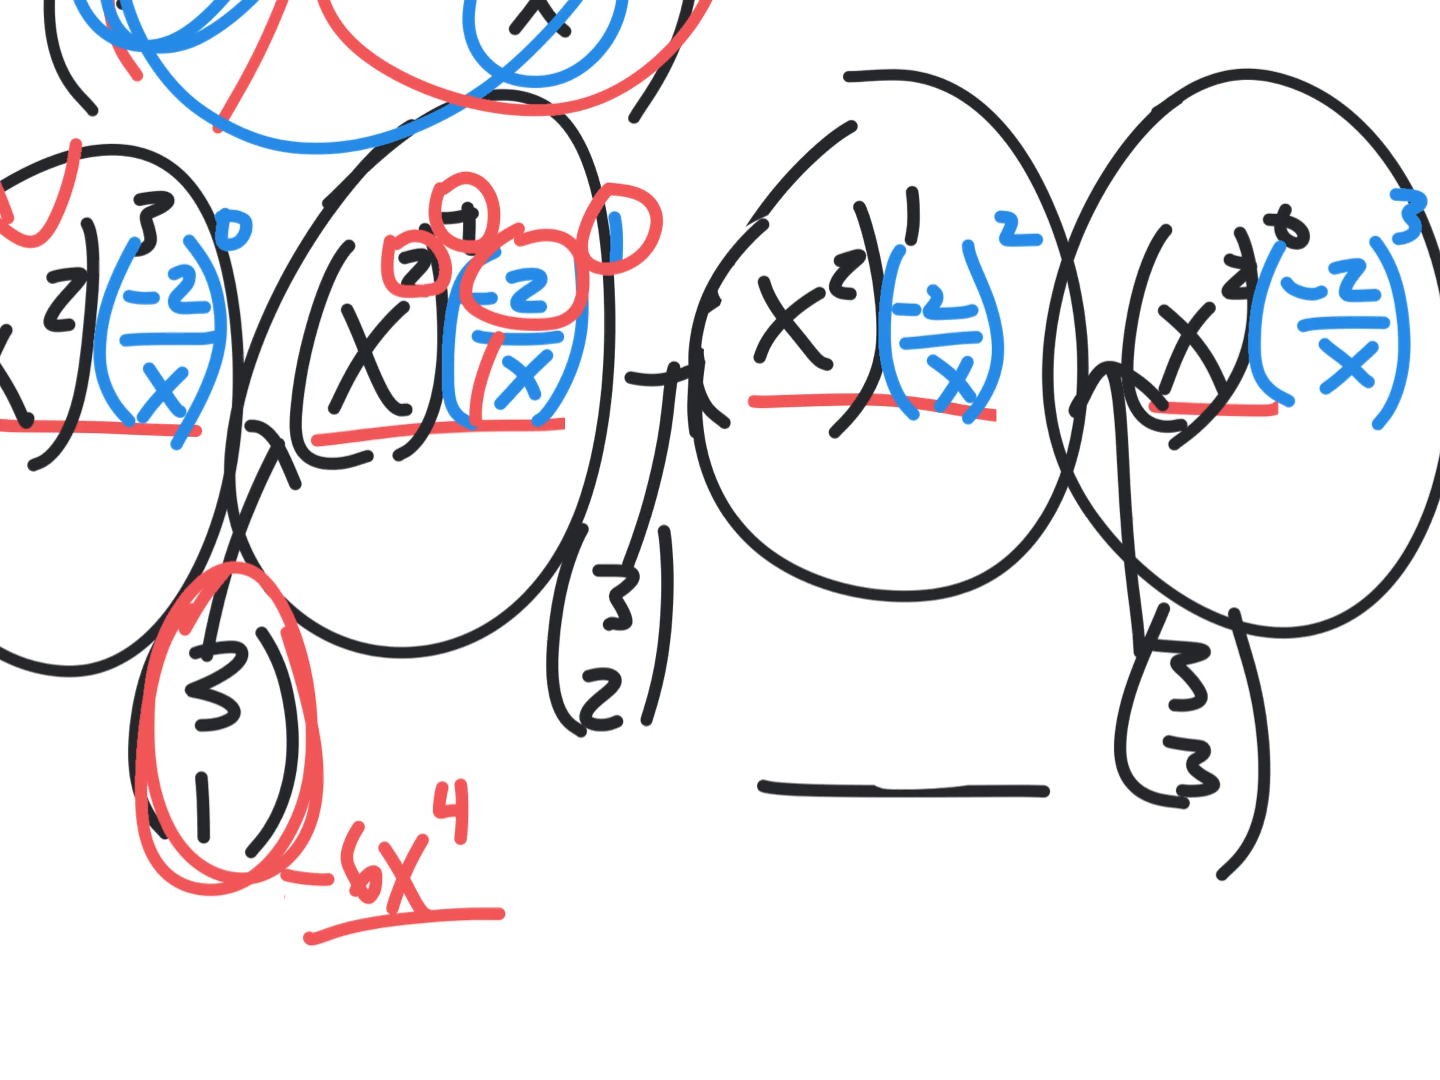 x
x)² )³ (-2/x)⁰ (x² (-2/x)¹ x² )¹ (-2/x)² (x² )⁰ (-2/x)³
(3 1) (3 2) (3 3)
-6x⁴